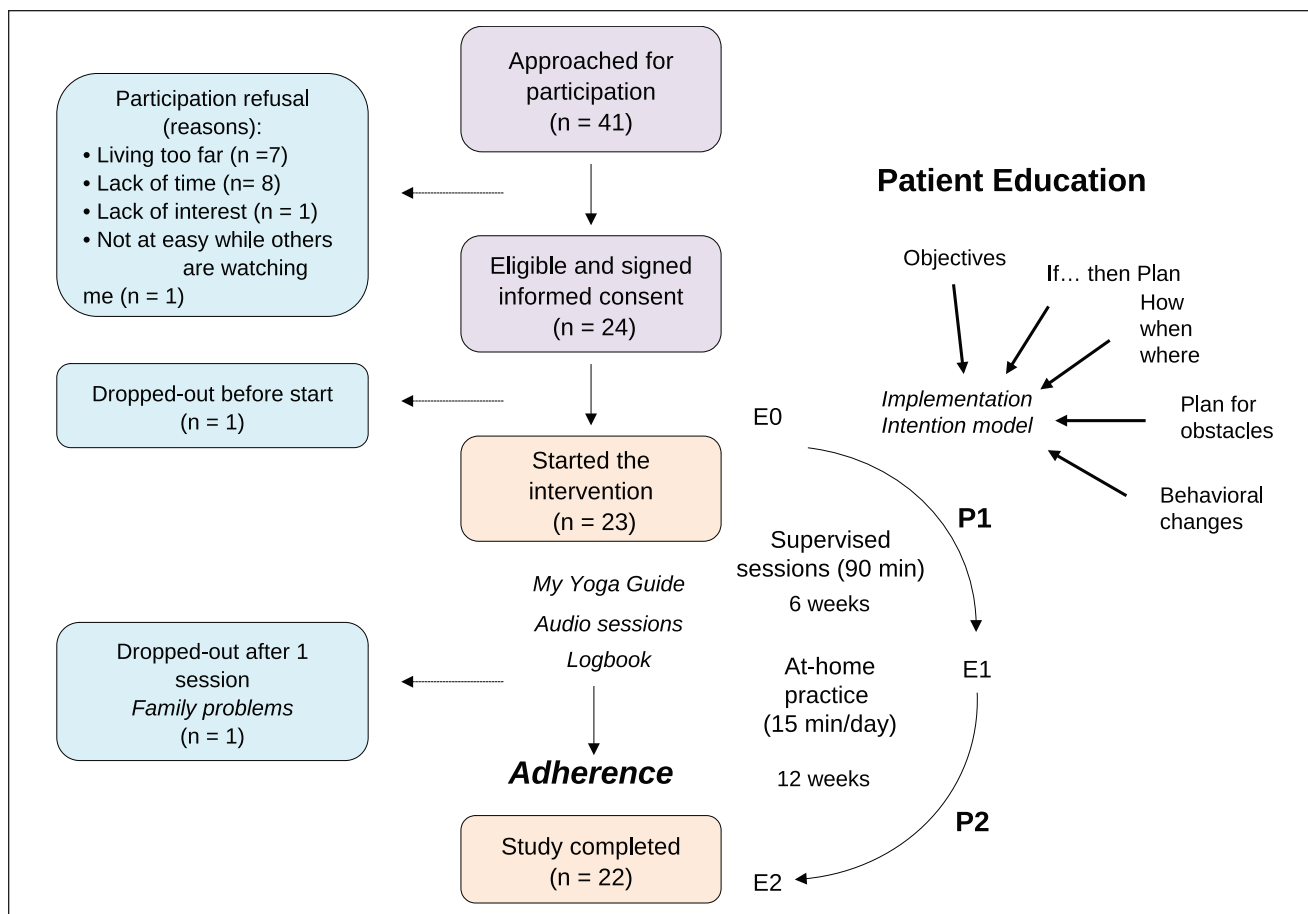 Approached for
participation
(n = 41)
Participation refusal
(reasons):
• Living too far (n =7)
• Lack of time (n= 8)
• Lack of interest (n = 1)
• Not at easy while others
are watching
me (n = 1)
Eligible and signed
informed consent
(n = 24)
Dropped-out before start
(n = 1)
Started the
intervention
(n = 23)
My Yoga Guide
Audio sessions
Logbook
Dropped-out after 1
session
Family problems
(n = 1)
Adherence
Study completed
(n = 22)
Patient Education
Objectives
If… then Plan
How
when
where
Implementation
Intention model
Plan for
obstacles
Behavioral
changes
E0
P1
Supervised
sessions (90 min)
6 weeks
E1
At-home
practice
(15 min/day)
12 weeks
P2
E2